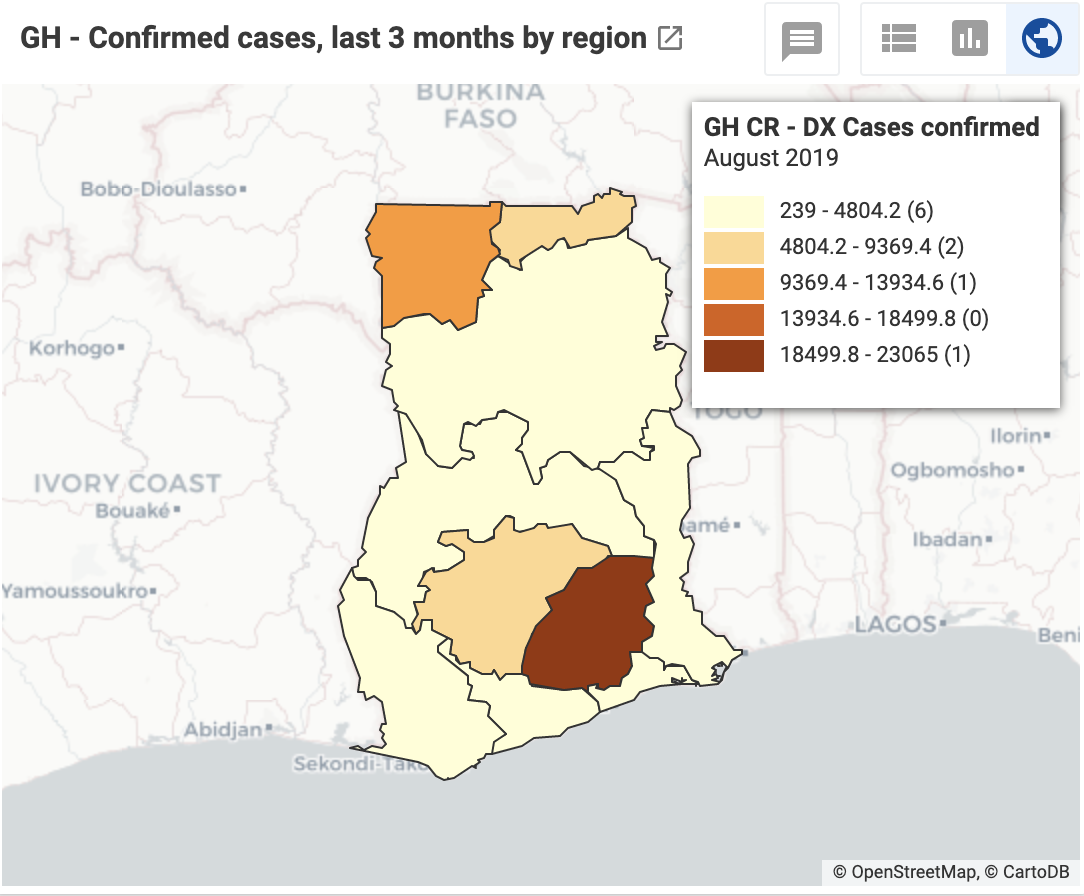 GH - Confirmed cases, last 3 months by region
BURKINA
FASO
GH CR - DX Cases confirmed
August 2019
239 - 4804.2 (6)
4804.2 - 9369.4 (2)
9369.4 - 13934.6 (1)
13934.6 - 18499.8 (0)
18499.8 - 23065 (1)
Bobo-Dioulasso
Korhogo
TOGO
Ilorin
Ogbomosho
IVORY COAST
Bouaké
amé
Ibadan
Yamoussoukro
LAGOS
Beni
Abidjan
Sekondi-Tako
© OpenStreetMap, © CartoDB